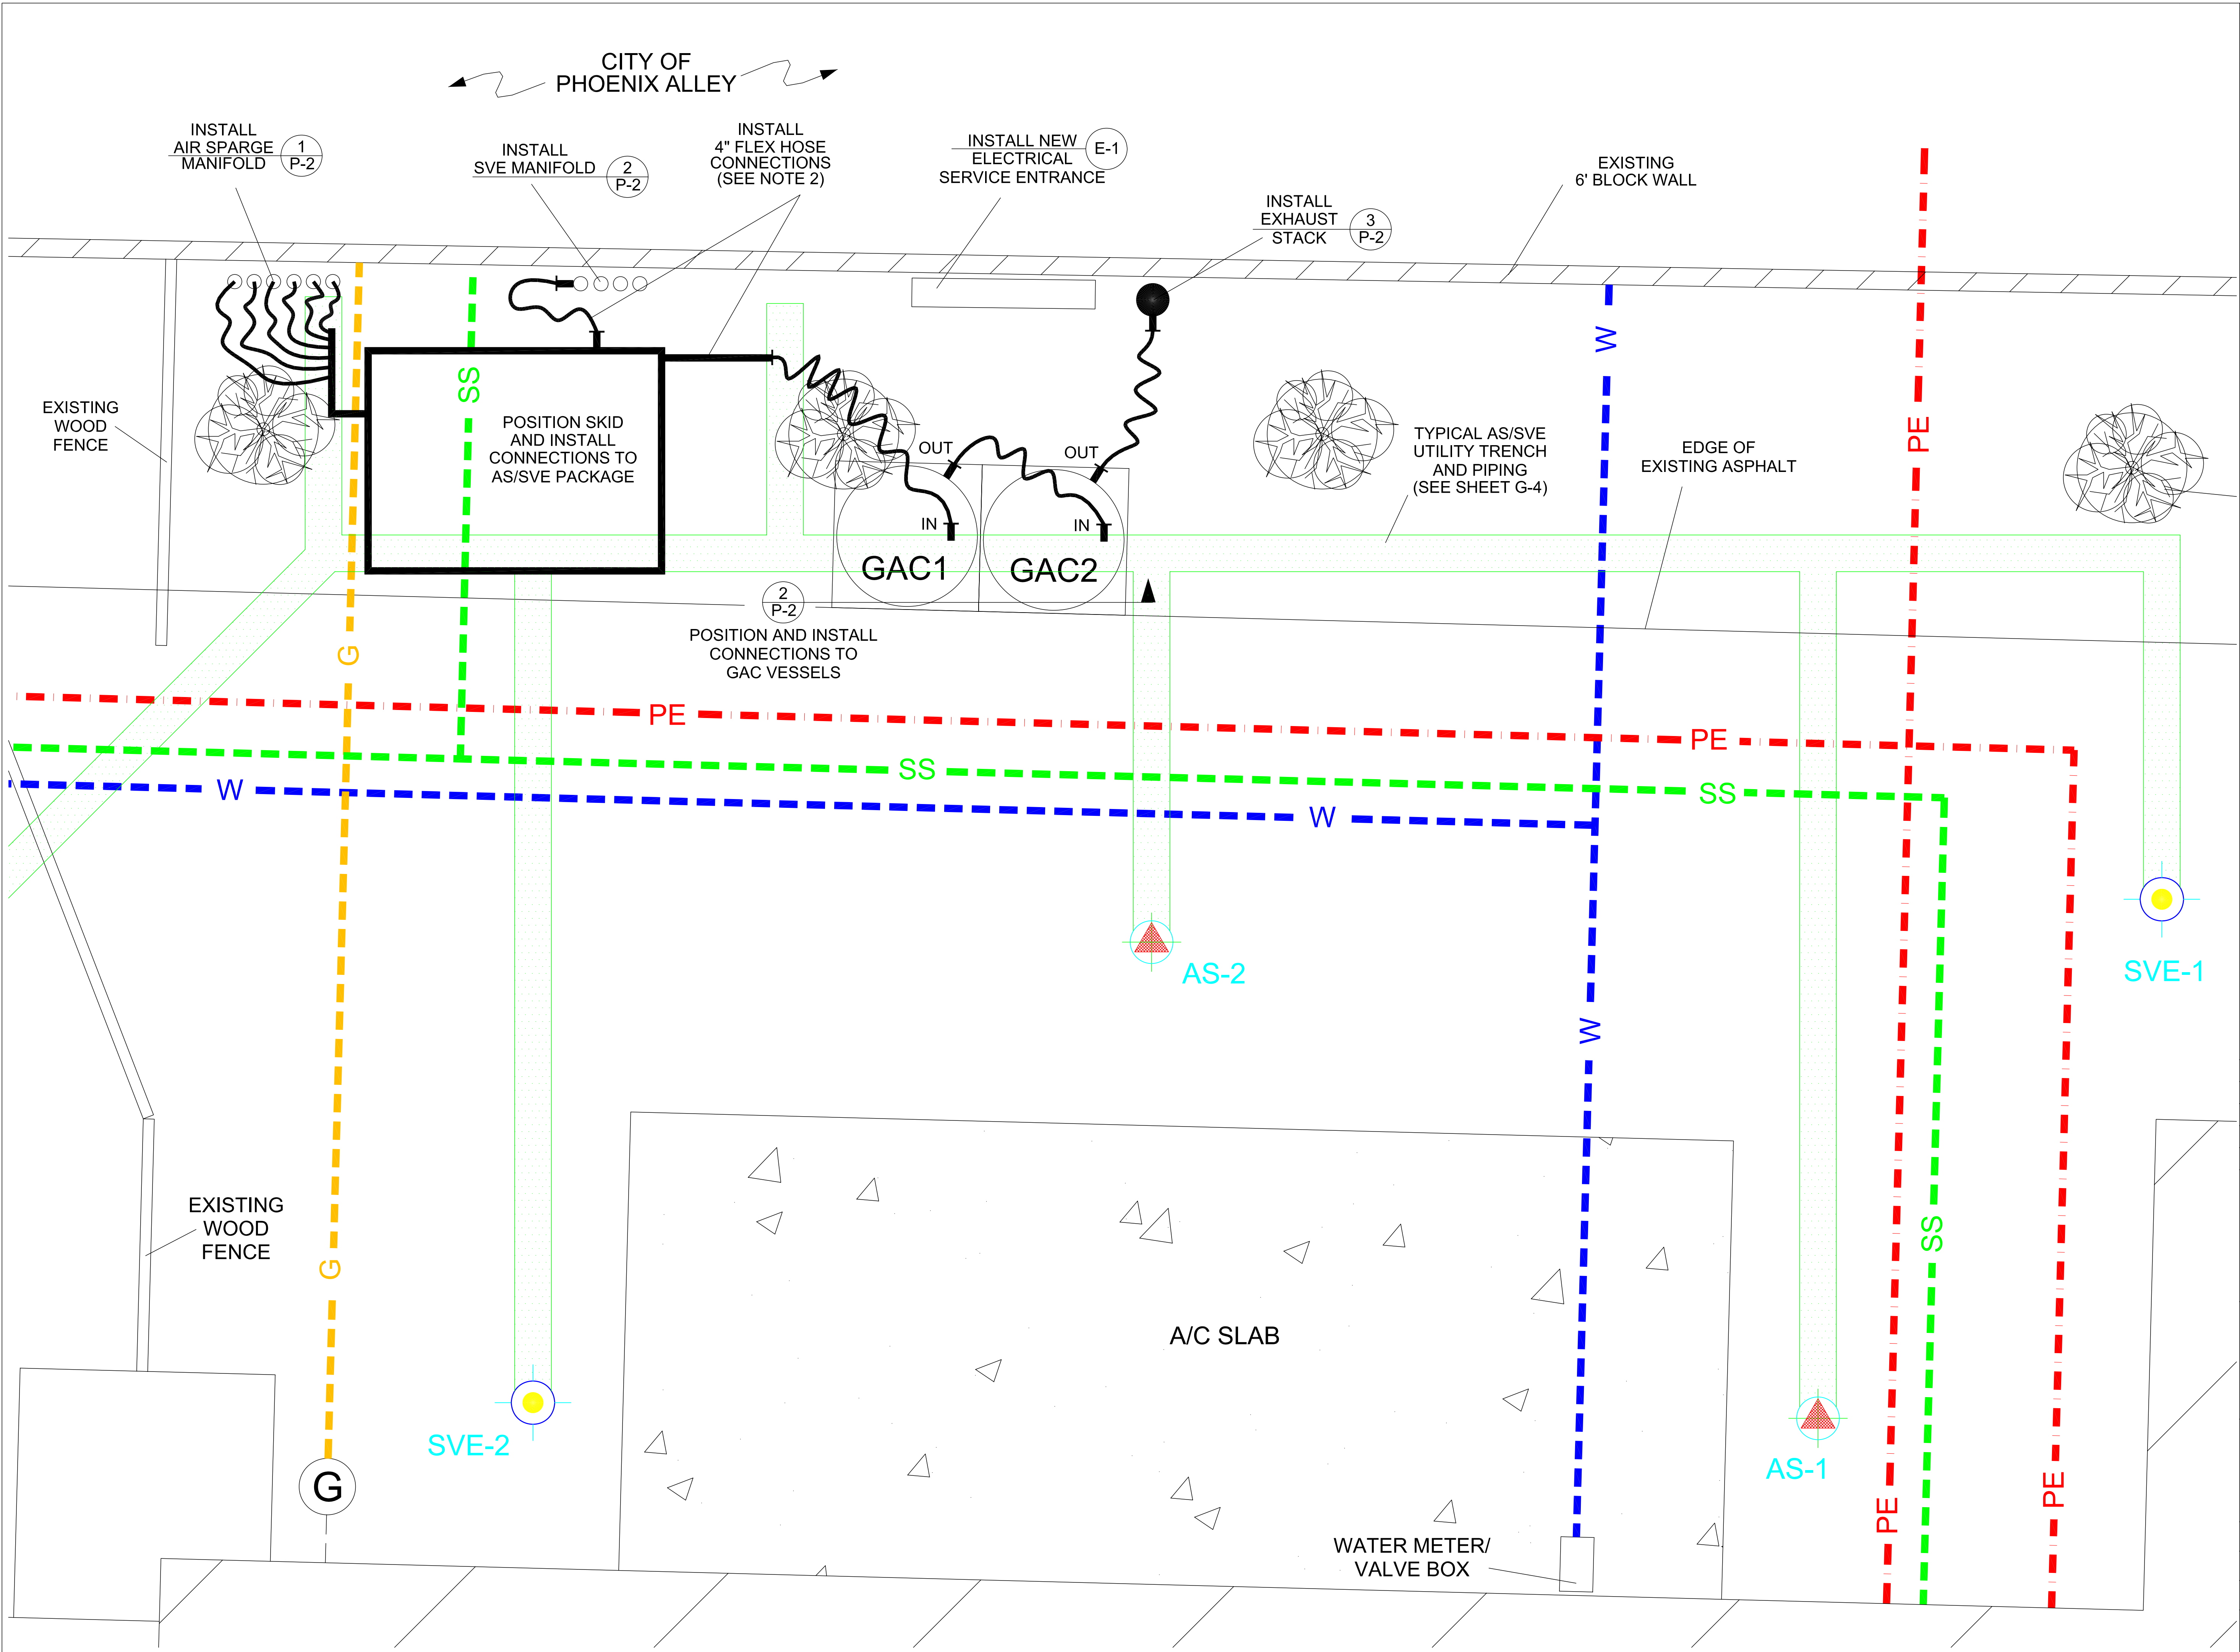 CITY OF
PHOENIX ALLEY
INSTALL
AIR SPARGE
MANIFOLD
1
P-2
INSTALL
SVE MANIFOLD
2
P-2
INSTALL
4" FLEX HOSE
CONNECTIONS
(SEE NOTE 2)
INSTALL NEW
ELECTRICAL
SERVICE ENTRANCE
E-1
INSTALL
EXHAUST
STACK
3
P-2
EXISTING
6' BLOCK WALL
W
SS
PE
EXISTING
WOOD
FENCE
POSITION SKID
AND INSTALL
CONNECTIONS TO
AS/SVE PACKAGE
OUT
OUT
IN
IN
GAC1
GAC2
TYPICAL AS/SVE
UTILITY TRENCH
AND PIPING
(SEE SHEET G-4)
EDGE OF
EXISTING ASPHALT
2
P-2
POSITION AND INSTALL
CONNECTIONS TO
GAC VESSELS
G
PE
PE
SS
SS
W
W
AS-2
SVE-1
W
EXISTING
WOOD
FENCE
G
SS
A/C SLAB
SVE-2
AS-1
G
PE
PE
WATER METER/
VALVE BOX